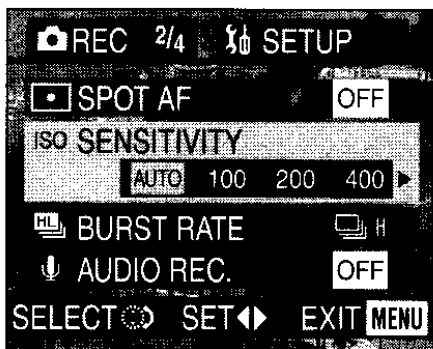 REC 2/4 SETUP
SPOT AF OFF
ISO SENSITIVITY
AUTO 100 200 400
HL BURST RATE H
AUDIO REC. OFF
SELECT SET EXIT MENU